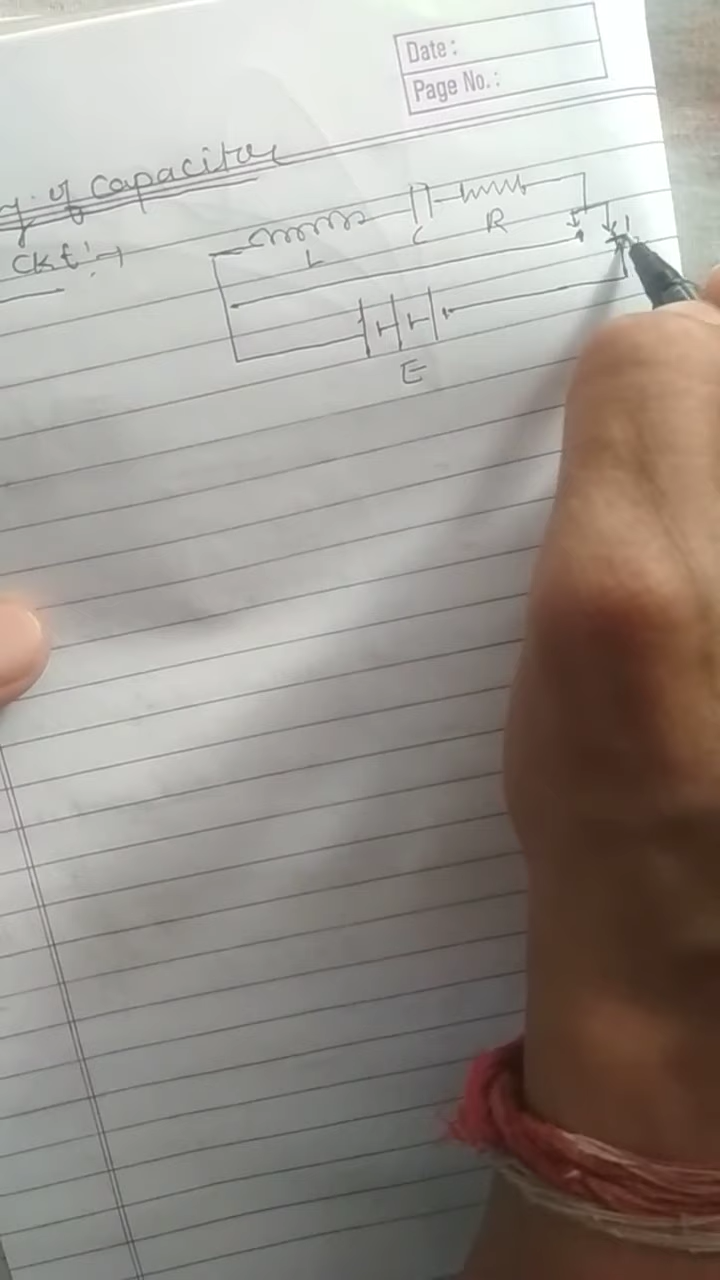 Date :
Page No. :
of Capacitor
Ckt! →
L C R
E